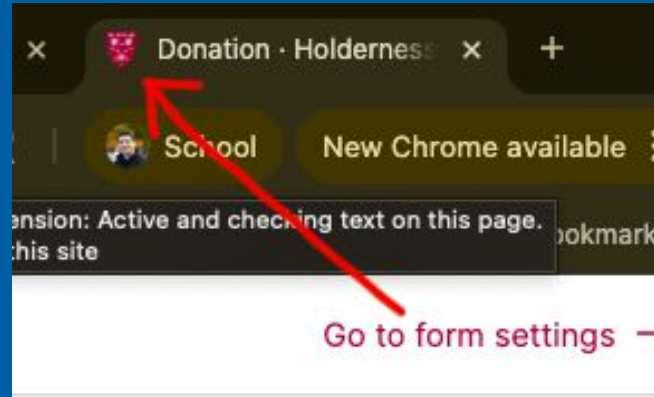 Donation · Holderness
School
New Chrome available
ension: Active and checking text on this page.
this site
ookmark
Go to form settings